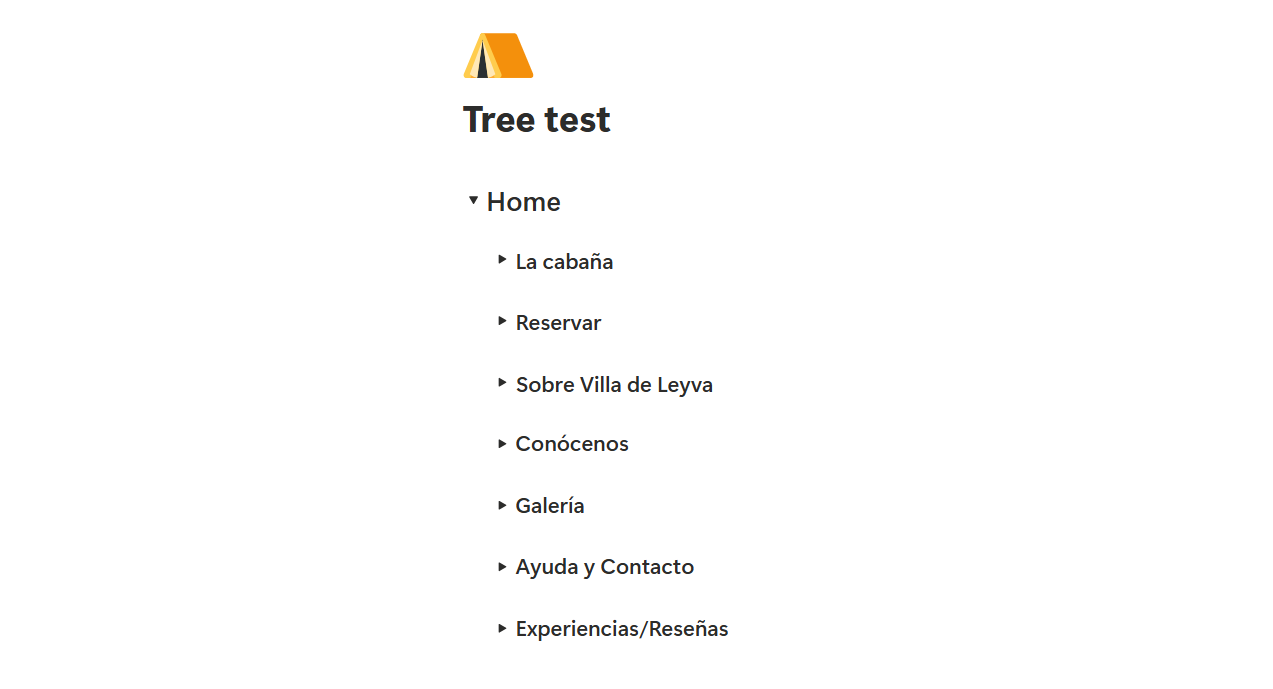 Tree test
Home
La cabaña
Reservar
Sobre Villa de Leyva
Conócenos
Galería
Ayuda y Contacto
Experiencias/Reseñas